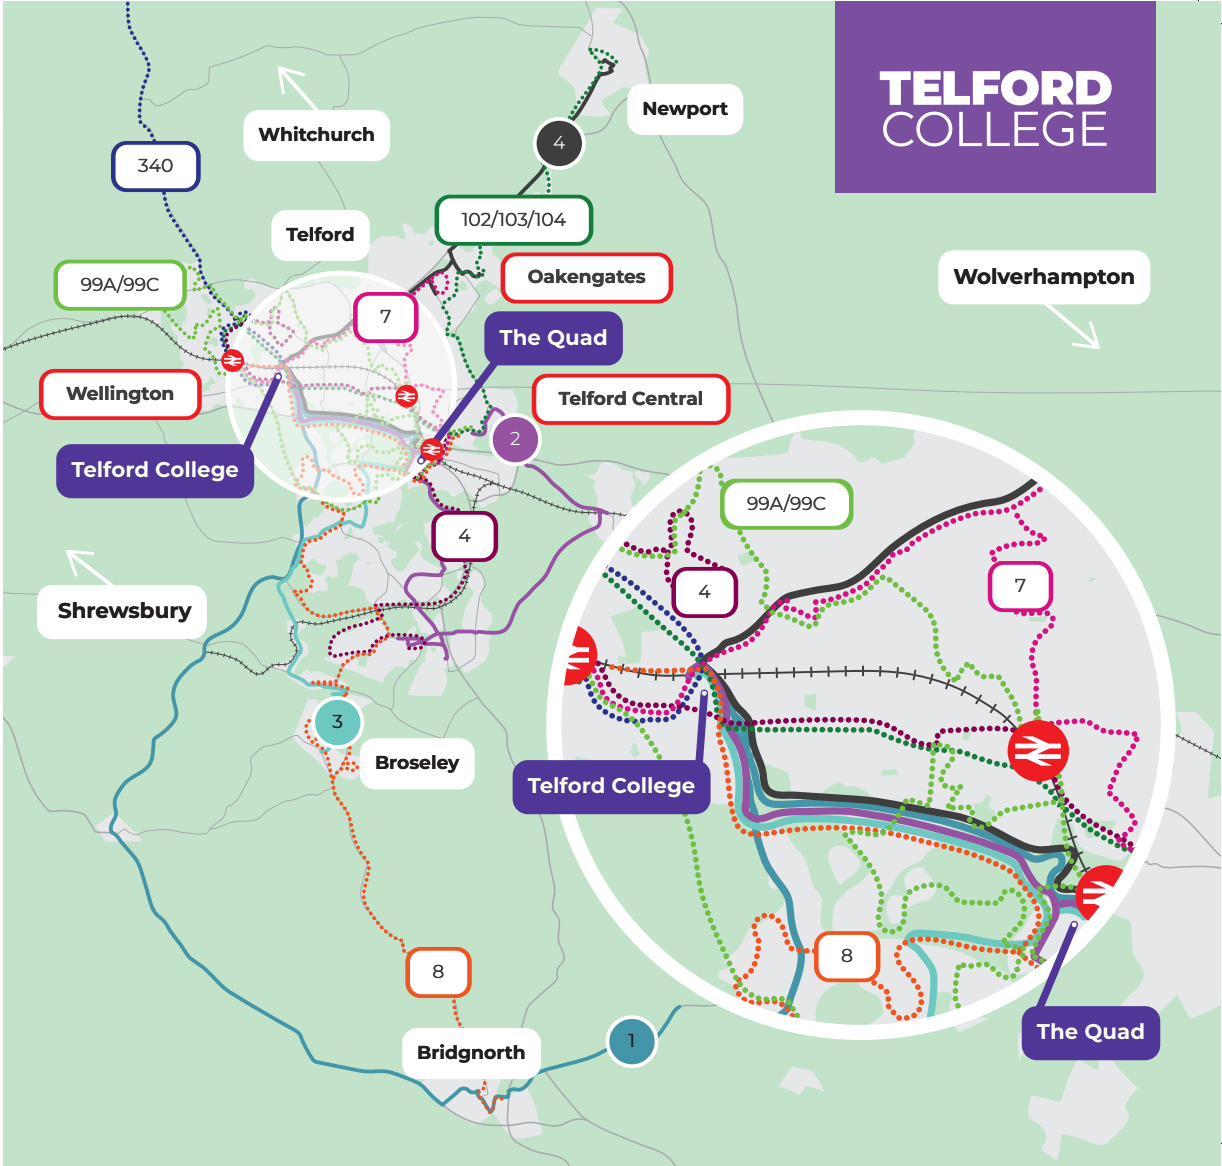 TELFORD
COLLEGE
Newport
Whitchurch
4
340
102/103/104
Telford
Oakengates
Wolverhampton
99A/99C
7
The Quad
Wellington
Telford Central
2
Telford College
99A/99C
4
4
7
Shrewsbury
3
Broseley
Telford College
8
8
The Quad
Bridgnorth
1